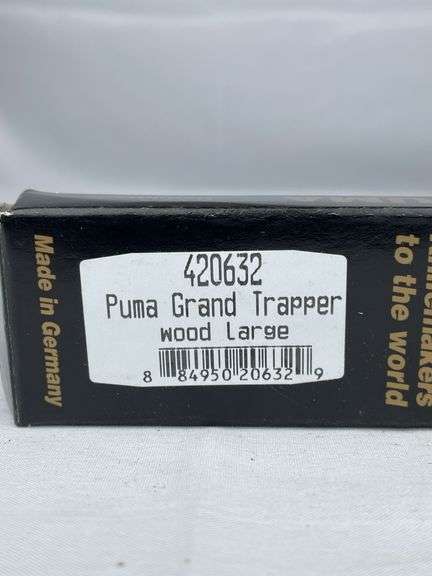 Made in Germany
420632
Puma Grand Trapper
wood Large
8 84950 20632 9
to the world